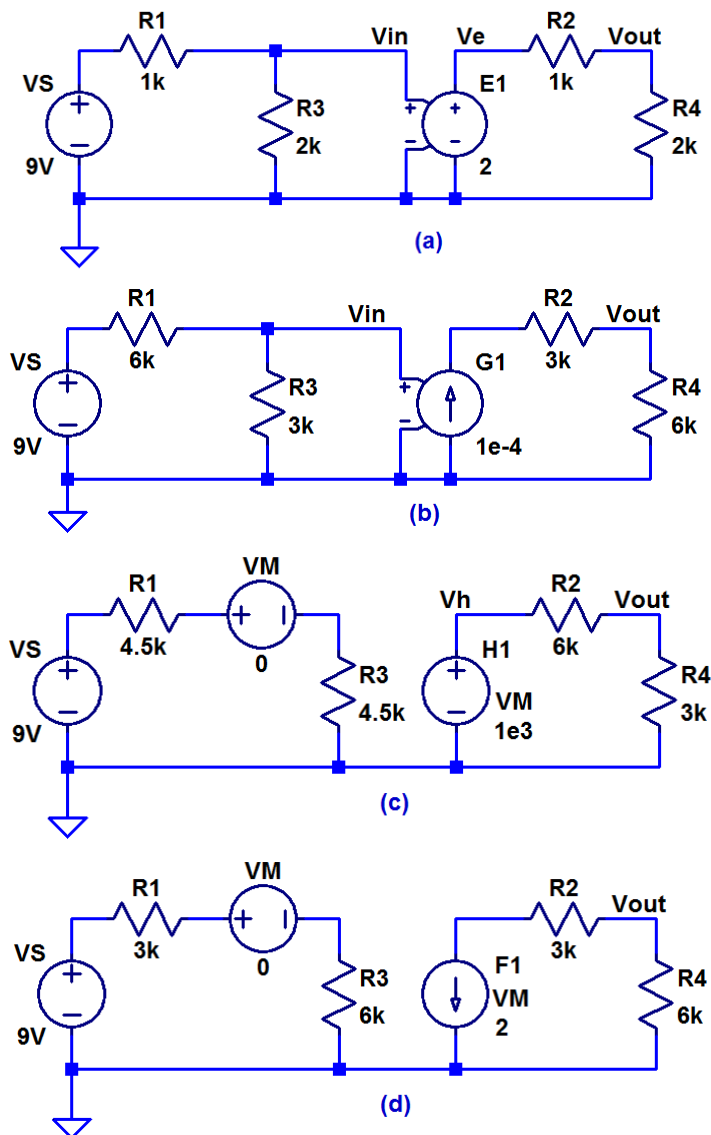 R1 Vin Ve R2 Vout
VS 1k E1 1k
+ R3 + + R4
- 2k - - 2k
9V 2
(a)
R1 Vin R2 Vout
VS 6k G1 3k
+ R3 + R4
- 3k - 6k
9V 1e-4
(b)
VM
R1 Vh R2 Vout
+ -
VS 4.5k 0 H1 6k
+ R3 + R4
- 4.5k - VM 3k
9V 1e3
(c)
VM
R1 R2 Vout
+ -
VS 3k 0 F1 3k
+ R3 VM R4
- 6k 2 6k
9V
(d)